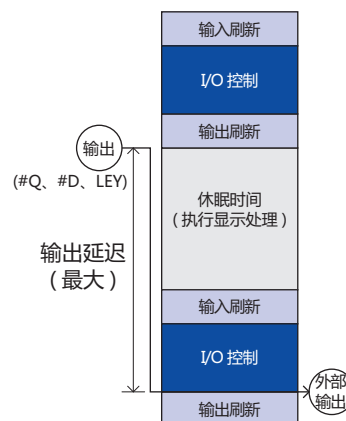 输入刷新
I/O 控制
输出刷新
输出
(#Q、#D、LEY)
休眠时间
（执行显示处理）
输出延迟
（最大）
输入刷新
I/O 控制
外部
输出
输出刷新